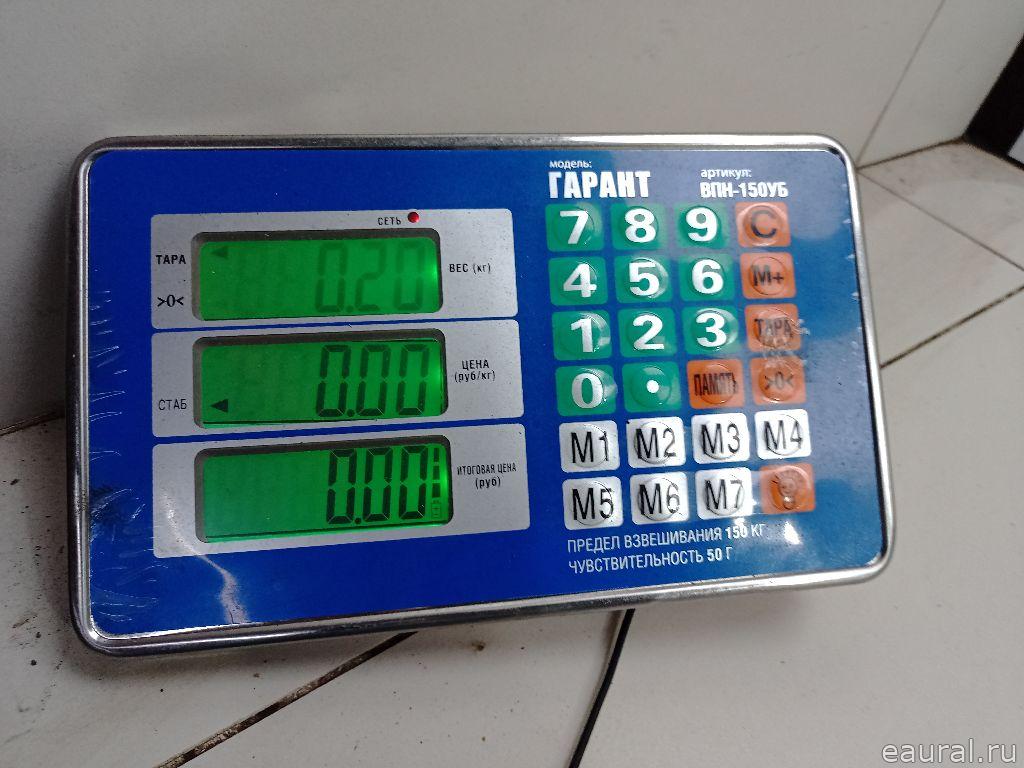 модель:
ГАРАНТ
артикул:
ВПН-150УБ
СЕТЬ
ТАРА
>0<
0.20
ВЕС (кг)
СТАБ
0.00
ЦЕНА
(руб/кг)
0.00
ИТОГОВАЯ ЦЕНА
(руб)
7 8 9 C
4 5 6 M+
1 2 3 ТАРА
0 . ПАМЯТЬ >0<
M1 M2 M3 M4
M5 M6 M7
ПРЕДЕЛ ВЗВЕШИВАНИЯ 150 КГ
ЧУВСТВИТЕЛЬНОСТЬ 50 Г
eaural.ru